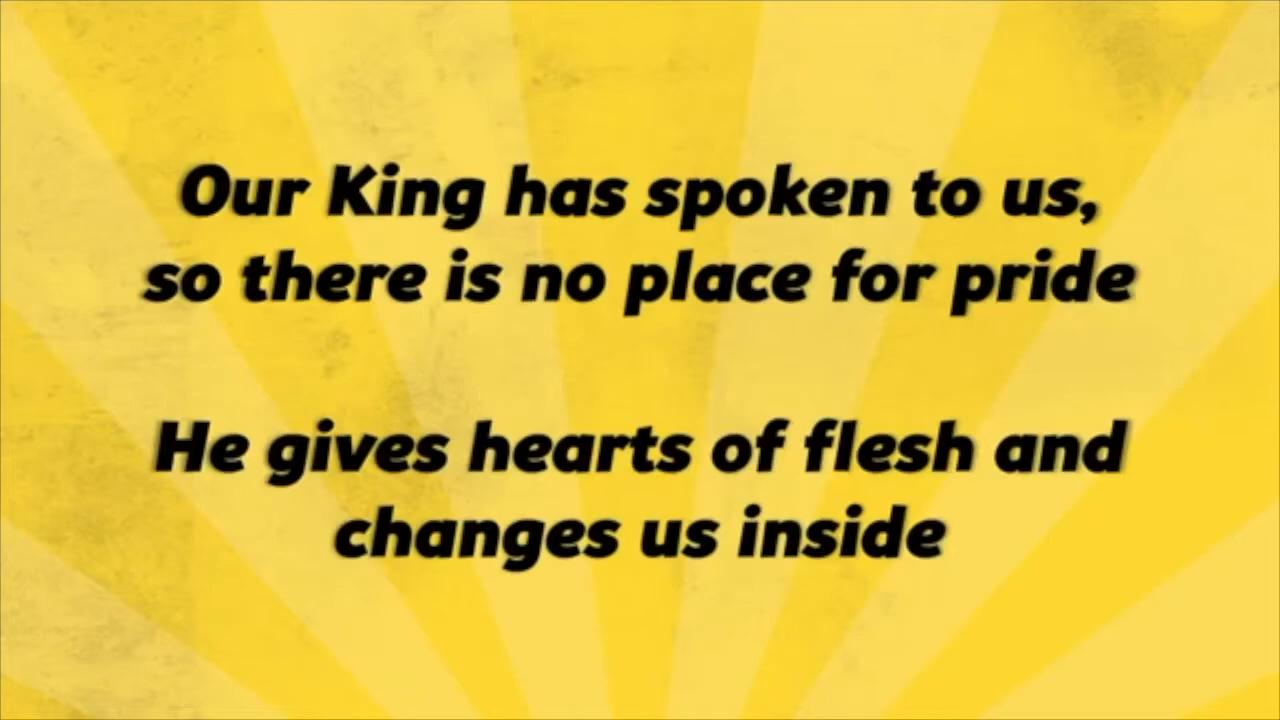 Our King has spoken to us,
so there is no place for pride
He gives hearts of flesh and
changes us inside